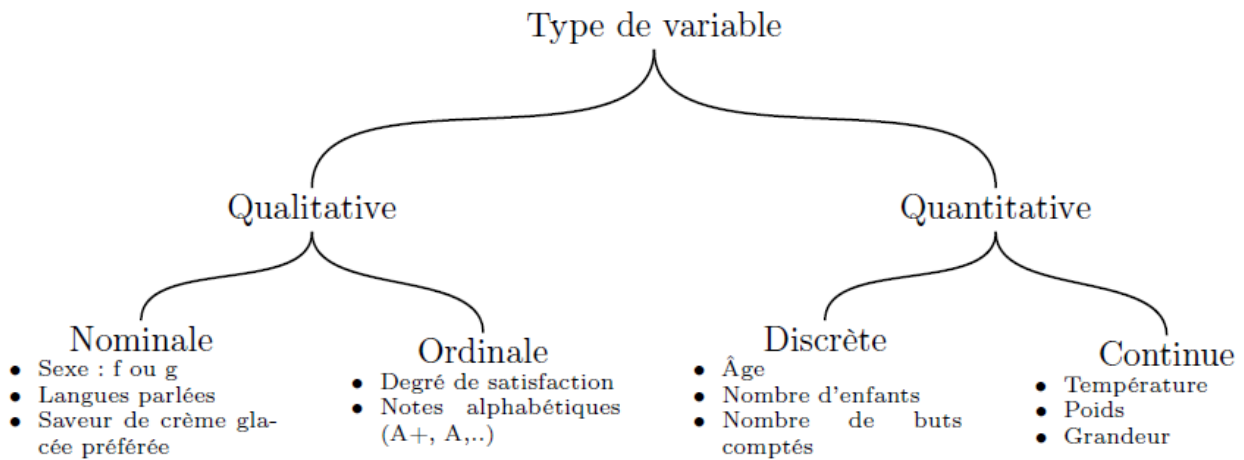 Type de variable
Qualitative
Quantitative
Nominale
• Sexe : f ou g
• Langues parlées
• Saveur de crème gla-
cée préférée
Ordinale
• Degré de satisfaction
• Notes alphabétiques
(A+, A,..)
Discrète
• Âge
• Nombre d'enfants
• Nombre de buts
comptés
Continue
• Température
• Poids
• Grandeur